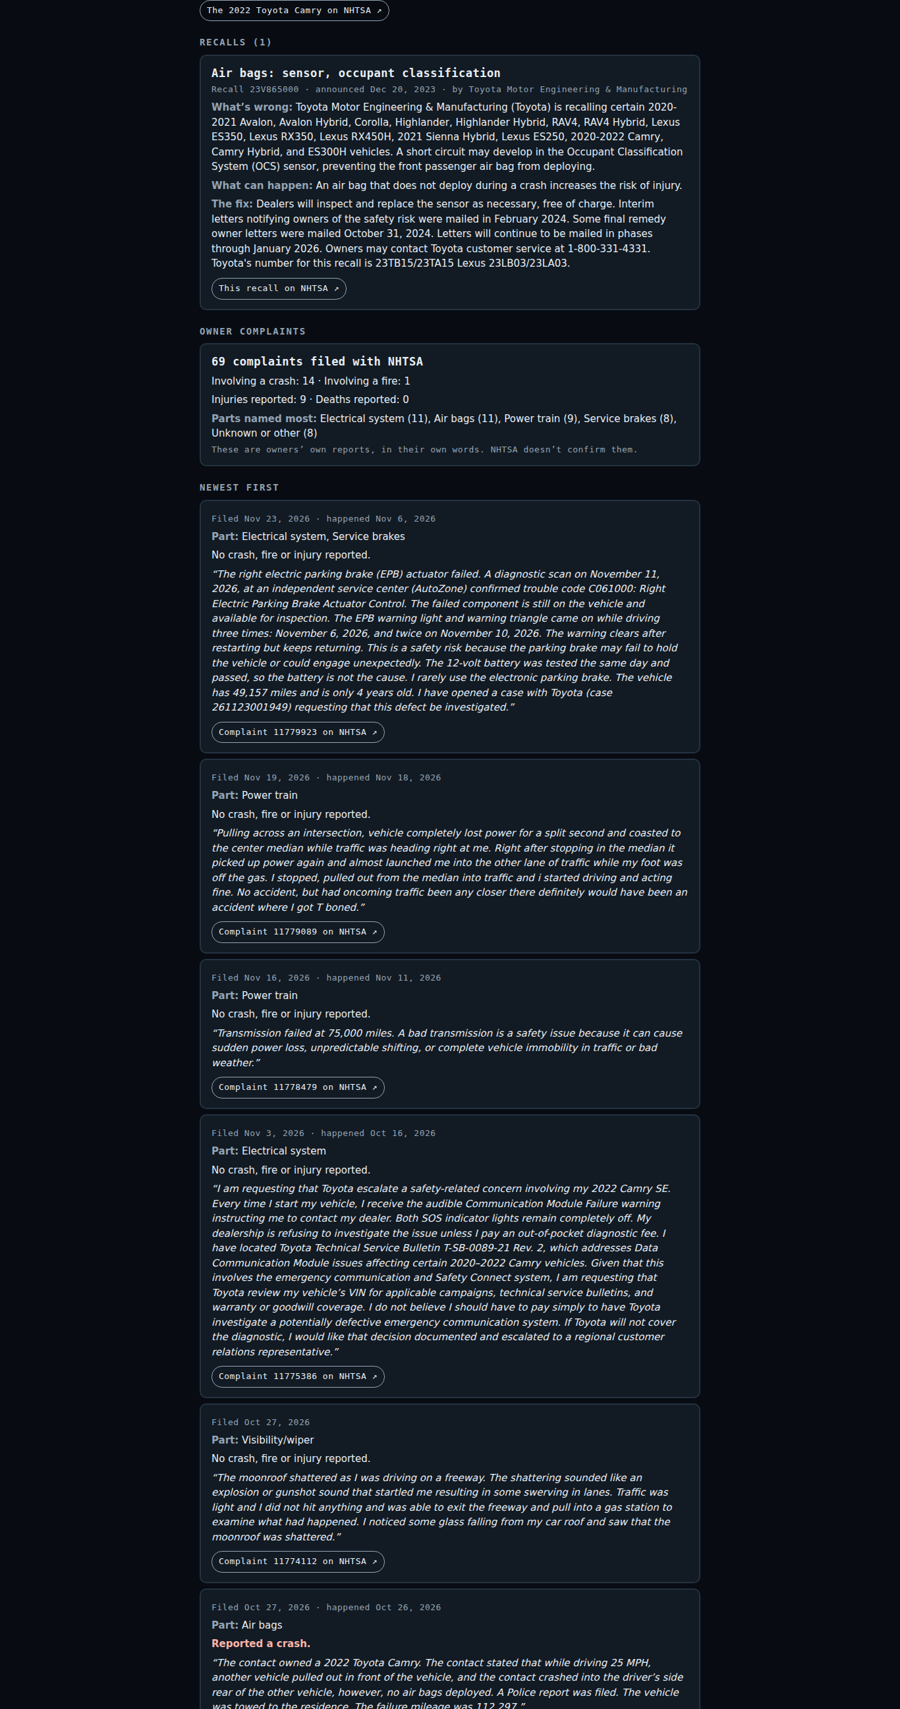 The 2022 Toyota Camry on NHTSA ↗
RECALLS (1)
Air bags: sensor, occupant classification
Recall 23V865000 · announced Dec 20, 2023 · by Toyota Motor Engineering & Manufacturing
What’s wrong: Toyota Motor Engineering & Manufacturing (Toyota) is recalling certain 2020-
2021 Avalon, Avalon Hybrid, Corolla, Highlander, Highlander Hybrid, RAV4, RAV4 Hybrid, Lexus
ES350, Lexus RX350, Lexus RX450H, 2021 Sienna Hybrid, Lexus ES250, 2020-2022 Camry,
Camry Hybrid, and ES300H vehicles. A short circuit may develop in the Occupant Classification
System (OCS) sensor, preventing the front passenger air bag from deploying.
What can happen: An air bag that does not deploy during a crash increases the risk of injury.
The fix: Dealers will inspect and replace the sensor as necessary, free of charge. Interim
letters notifying owners of the safety risk were mailed in February 2024. Some final remedy
owner letters were mailed October 31, 2024. Letters will continue to be mailed in phases
through January 2026. Owners may contact Toyota customer service at 1-800-331-4331.
Toyota's number for this recall is 23TB15/23TA15 Lexus 23LB03/23LA03.
This recall on NHTSA ↗
OWNER COMPLAINTS
69 complaints filed with NHTSA
Involving a crash: 14 · Involving a fire: 1
Injuries reported: 9 · Deaths reported: 0
Parts named most: Electrical system (11), Air bags (11), Power train (9), Service brakes (8),
Unknown or other (8)
These are owners’ own reports, in their own words. NHTSA doesn’t confirm them.
NEWEST FIRST
Filed Nov 23, 2026 · happened Nov 6, 2026
Part: Electrical system, Service brakes
No crash, fire or injury reported.
“The right electric parking brake (EPB) actuator failed. A diagnostic scan on November 11,
2026, at an independent service center (AutoZone) confirmed trouble code C061000: Right
Electric Parking Brake Actuator Control. The failed component is still on the vehicle and
available for inspection. The EPB warning light and warning triangle came on while driving
three times: November 6, 2026, and twice on November 10, 2026. The warning clears after
restarting but keeps returning. This is a safety risk because the parking brake may fail to hold
the vehicle or could engage unexpectedly. The 12-volt battery was tested the same day and
passed, so the battery is not the cause. I rarely use the electronic parking brake. The vehicle
has 49,157 miles and is only 4 years old. I have opened a case with Toyota (case
261123001949) requesting that this defect be investigated.”
Complaint 11779923 on NHTSA ↗
Filed Nov 19, 2026 · happened Nov 18, 2026
Part: Power train
No crash, fire or injury reported.
“Pulling across an intersection, vehicle completely lost power for a split second and coasted to
the center median while traffic was heading right at me. Right after stopping in the median it
picked up power again and almost launched me into the other lane of traffic while my foot was
off the gas. I stopped, pulled out from the median into traffic and i started driving and acting
fine. No accident, but had oncoming traffic been any closer there definitely would have been an
accident where I got T boned.”
Complaint 11779089 on NHTSA ↗
Filed Nov 16, 2026 · happened Nov 11, 2026
Part: Power train
No crash, fire or injury reported.
“Transmission failed at 75,000 miles. A bad transmission is a safety issue because it can cause
sudden power loss, unpredictable shifting, or complete vehicle immobility in traffic or bad
weather.”
Complaint 11778479 on NHTSA ↗
Filed Nov 3, 2026 · happened Oct 16, 2026
Part: Electrical system
No crash, fire or injury reported.
“I am requesting that Toyota escalate a safety-related concern involving my 2022 Camry SE.
Every time I start my vehicle, I receive the audible Communication Module Failure warning
instructing me to contact my dealer. Both SOS indicator lights remain completely off. My
dealership is refusing to investigate the issue unless I pay an out-of-pocket diagnostic fee. I
have located Toyota Technical Service Bulletin T-SB-0089-21 Rev. 2, which addresses Data
Communication Module issues affecting certain 2020–2022 Camry vehicles. Given that this
involves the emergency communication and Safety Connect system, I am requesting that
Toyota review my vehicle’s VIN for applicable campaigns, technical service bulletins, and
warranty or goodwill coverage. I do not believe I should have to pay simply to have Toyota
investigate a potentially defective emergency communication system. If Toyota will not cover
the diagnostic, I would like that decision documented and escalated to a regional customer
relations representative.”
Complaint 11775386 on NHTSA ↗
Filed Oct 27, 2026
Part: Visibility/wiper
No crash, fire or injury reported.
“The moonroof shattered as I was driving on a freeway. The shattering sounded like an
explosion or gunshot sound that startled me resulting in some swerving in lanes. Traffic was
light and I did not hit anything and was able to exit the freeway and pull into a gas station to
examine what had happened. I noticed some glass falling from my car roof and saw that the
moonroof was shattered.”
Complaint 11774112 on NHTSA ↗
Filed Oct 27, 2026 · happened Oct 26, 2026
Part: Air bags
Reported a crash.
“The contact owned a 2022 Toyota Camry. The contact stated that while driving 25 MPH,
another vehicle pulled out in front of the vehicle, and the contact crashed into the driver’s side
rear of the other vehicle, however, no air bags deployed. A Police report was filed. The vehicle
was towed to the residence. The failure mileage was 112,297.”